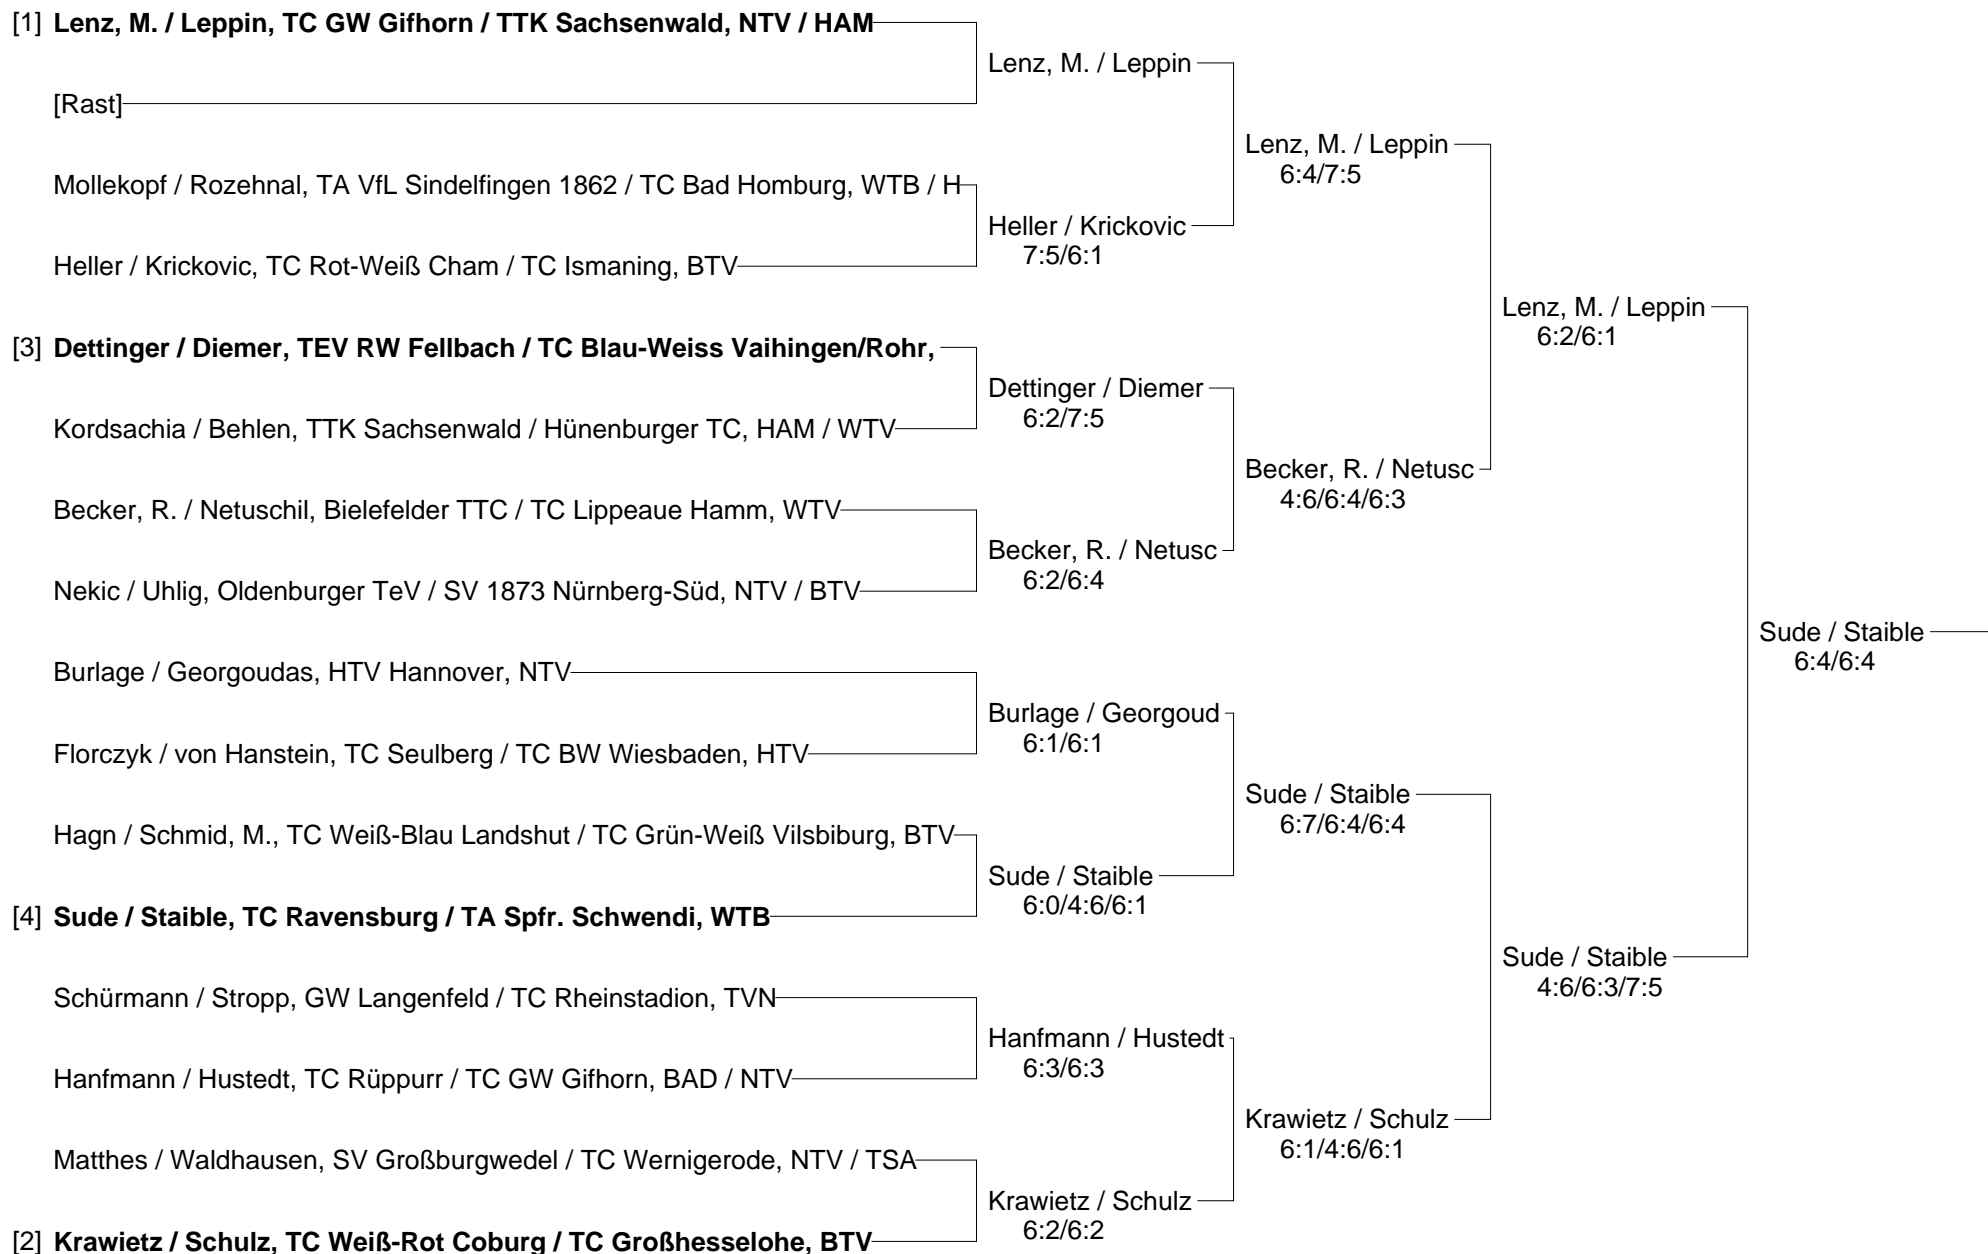 [1] Lenz, M. / Leppin, TC GW Gifhorn / TTK Sachsenwald, NTV / HAM
[Rast]
Mollekopf / Rozehnal, TA VfL Sindelfingen 1862 / TC Bad Homburg, WTB / H
Heller / Krickovic, TC Rot-Weiß Cham / TC Ismaning, BTV
[3] Dettinger / Diemer, TEV RW Fellbach / TC Blau-Weiss Vaihingen/Rohr,
Kordsachia / Behlen, TTK Sachsenwald / Hünenburger TC, HAM / WTV
Becker, R. / Netuschil, Bielefelder TTC / TC Lippeaue Hamm, WTV
Nekic / Uhlig, Oldenburger TeV / SV 1873 Nürnberg-Süd, NTV / BTV
Burlage / Georgoudas, HTV Hannover, NTV
Florczyk / von Hanstein, TC Seulberg / TC BW Wiesbaden, HTV
Hagn / Schmid, M., TC Weiß-Blau Landshut / TC Grün-Weiß Vilsbiburg, BTV
[4] Sude / Staible, TC Ravensburg / TA Spfr. Schwendi, WTB
Schürmann / Stropp, GW Langenfeld / TC Rheinstadion, TVN
Hanfmann / Hustedt, TC Rüppurr / TC GW Gifhorn, BAD / NTV
Matthes / Waldhausen, SV Großburgwedel / TC Wernigerode, NTV / TSA
[2] Krawietz / Schulz, TC Weiß-Rot Coburg / TC Großhesselohe, BTV
Lenz, M. / Leppin
Heller / Krickovic
7:5/6:1
Dettinger / Diemer
6:2/7:5
Becker, R. / Netusc
6:2/6:4
Burlage / Georgoud
6:1/6:1
Sude / Staible
6:0/4:6/6:1
Hanfmann / Hustedt
6:3/6:3
Krawietz / Schulz
6:2/6:2
Lenz, M. / Leppin
6:4/7:5
Becker, R. / Netusc
4:6/6:4/6:3
Sude / Staible
6:7/6:4/6:4
Krawietz / Schulz
6:1/4:6/6:1
Lenz, M. / Leppin
6:2/6:1
Sude / Staible
4:6/6:3/7:5
Sude / Staible
6:4/6:4